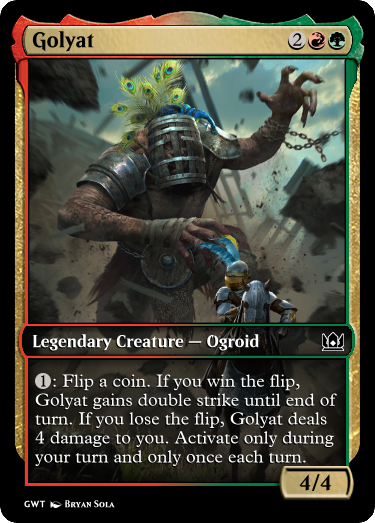 Golyat 2
Legendary Creature — Ogroid
1: Flip a coin. If you win the flip,
Golyat gains double strike until end of
turn. If you lose the flip, Golyat deals
4 damage to you. Activate only during
your turn and only once each turn.
4/4
GWT Bryan Sola